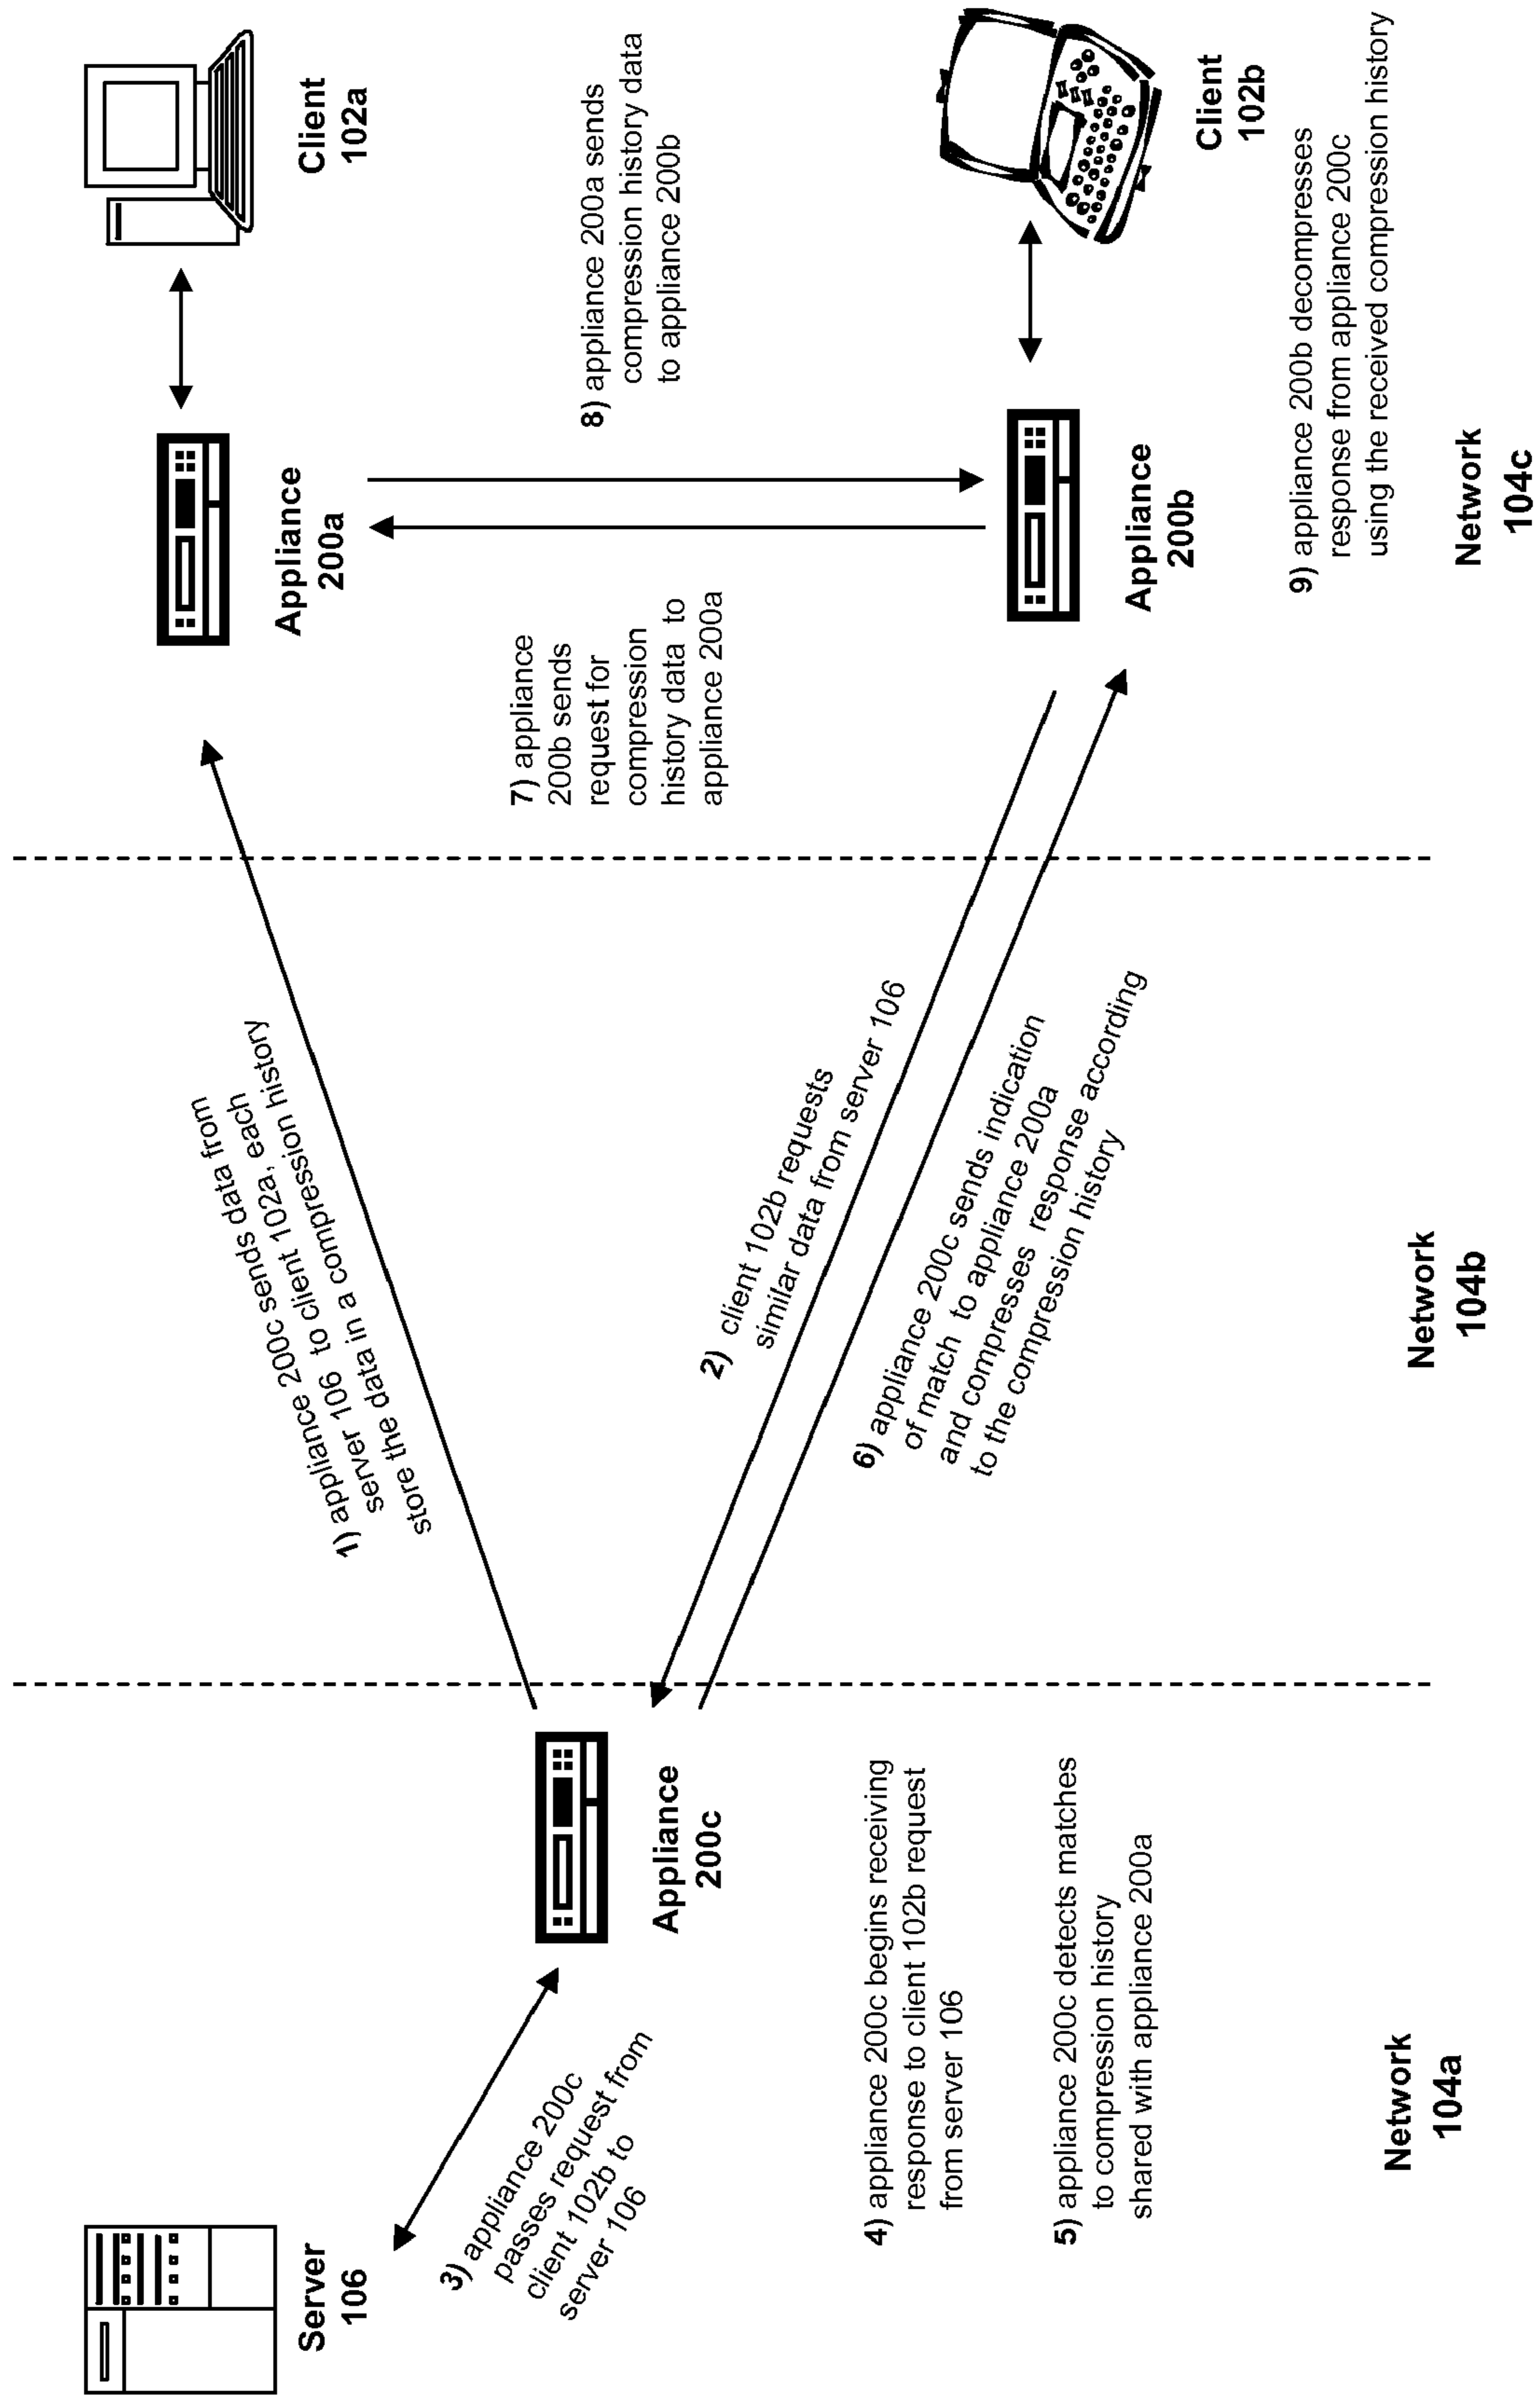 Server
106
3) appliance 200c
passes request from
client 102b to
server 106
Appliance
200c
4) appliance 200c begins receiving
response to client 102b request
from server 106
5) appliance 200c detects matches
to compression history
shared with appliance 200a
Network
104a
1) appliance 200c sends data from
server 106 to client 102a, each
store the data in a compression history
2) client 102b requests
similar data from server 106
6) appliance 200c sends indication
of match to appliance 200a
and compresses response according
to the compression history
Network
104b
Appliance
200a
Client
102a
7) appliance
200b sends
request for
compression
history data to
appliance 200a
8) appliance 200a sends
compression history data
to appliance 200b
Appliance
200b
Client
102b
9) appliance 200b decompresses
response from appliance 200c
using the received compression history
Network
104c